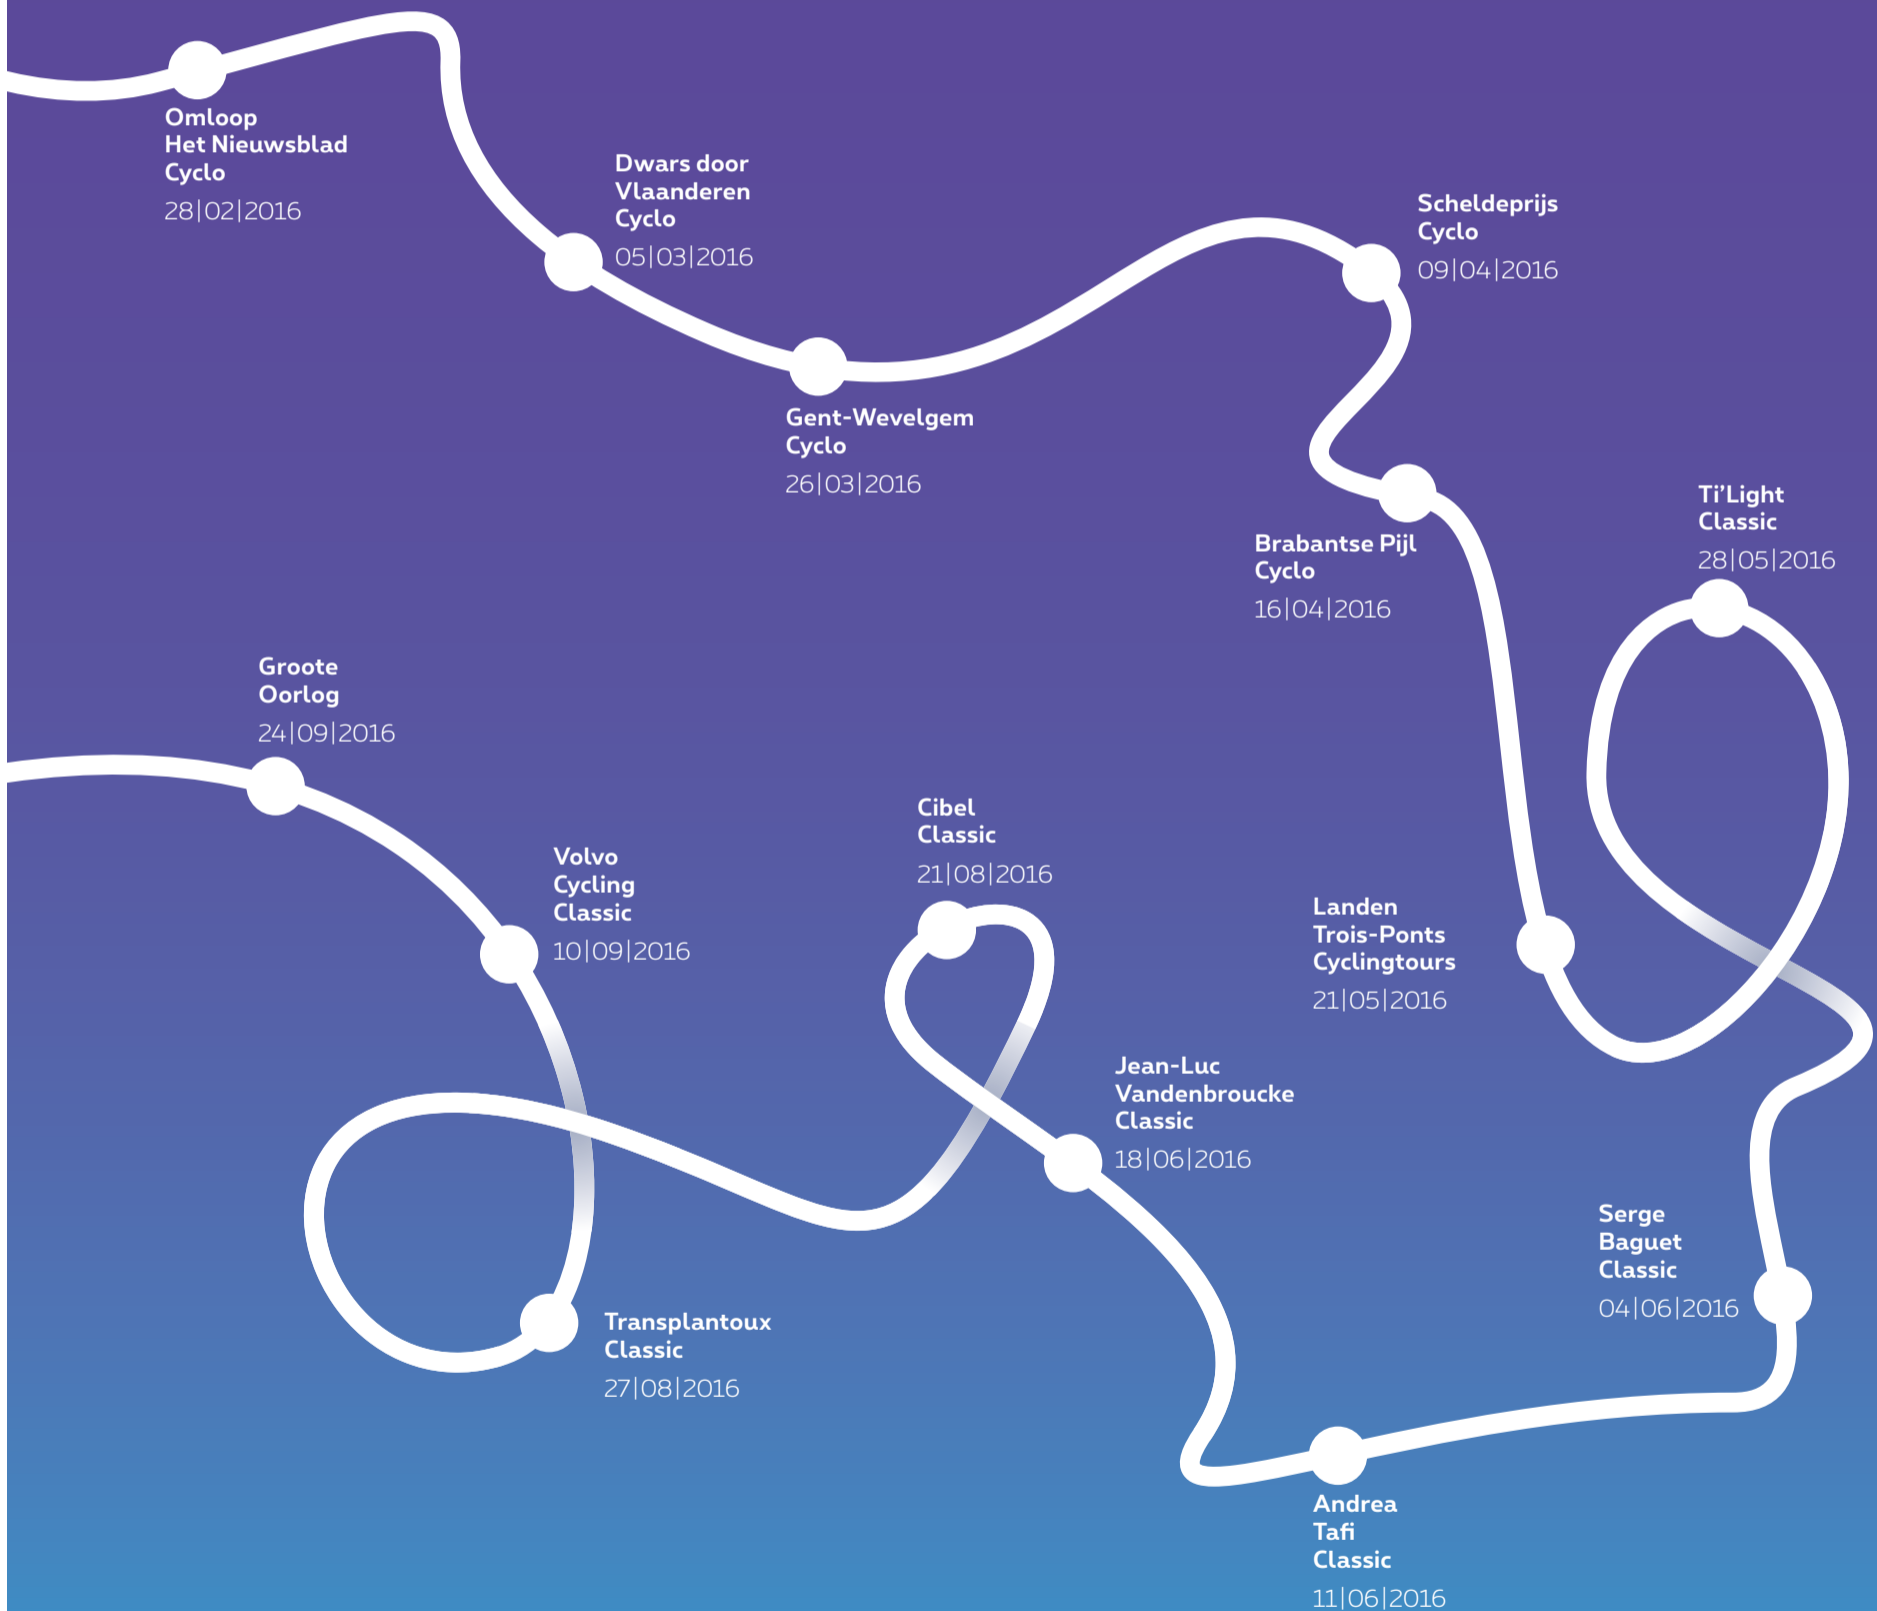 Omloop
Het Nieuwsblad
Cyclo
28|02|2016
Dwars door
Vlaanderen
Cyclo
05|03|2016
Gent-Wevelgem
Cyclo
26|03|2016
Scheldeprijs
Cyclo
09|04|2016
Brabantse Pijl
Cyclo
16|04|2016
Landen
Trois-Ponts
Cyclingtours
21|05|2016
Ti'Light
Classic
28|05|2016
Serge
Baguet
Classic
04|06|2016
Andrea
Tafi
Classic
11|06|2016
Jean-Luc
Vandenbroucke
Classic
18|06|2016
Cibel
Classic
21|08|2016
Transplantoux
Classic
27|08|2016
Volvo
Cycling
Classic
10|09|2016
Groote
Oorlog
24|09|2016